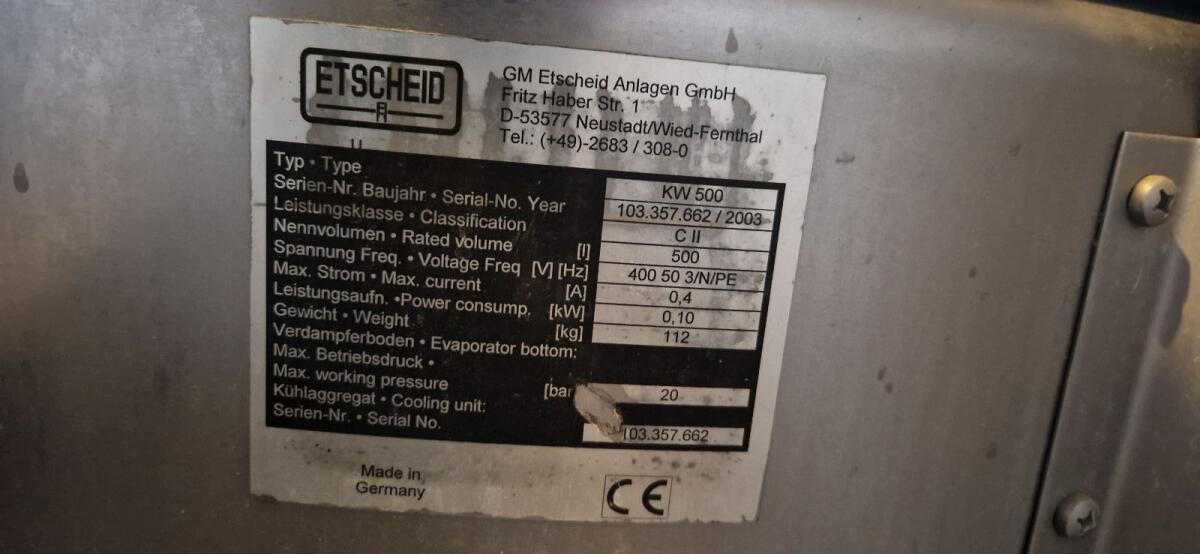 ETSCHEID
GM Etscheid Anlagen GmbH
Fritz Haber Str. 1
D-53577 Neustadt/Wied-Fernthal
Tel.: (+49)-2683 / 308-0
Typ • Type KW 500
Serien-Nr. Baujahr • Serial-No. Year 103.357.662 / 2003
Leistungsklasse • Classification C II
Nennvolumen • Rated volume [l] 500
Spannung Freq. • Voltage Freq [V] [Hz] 400 50 3/N/PE
Max. Strom • Max. current [A] 0,4
Leistungsaufn. •Power consump. [kW] 0,10
Gewicht • Weight [kg] 112
Verdampferboden • Evaporator bottom:
Max. Betriebsdruck •
Max. working pressure [bar 20
Kühlaggregat • Cooling unit:
Serien-Nr. • Serial No. 103.357.662
Made in
Germany
CE